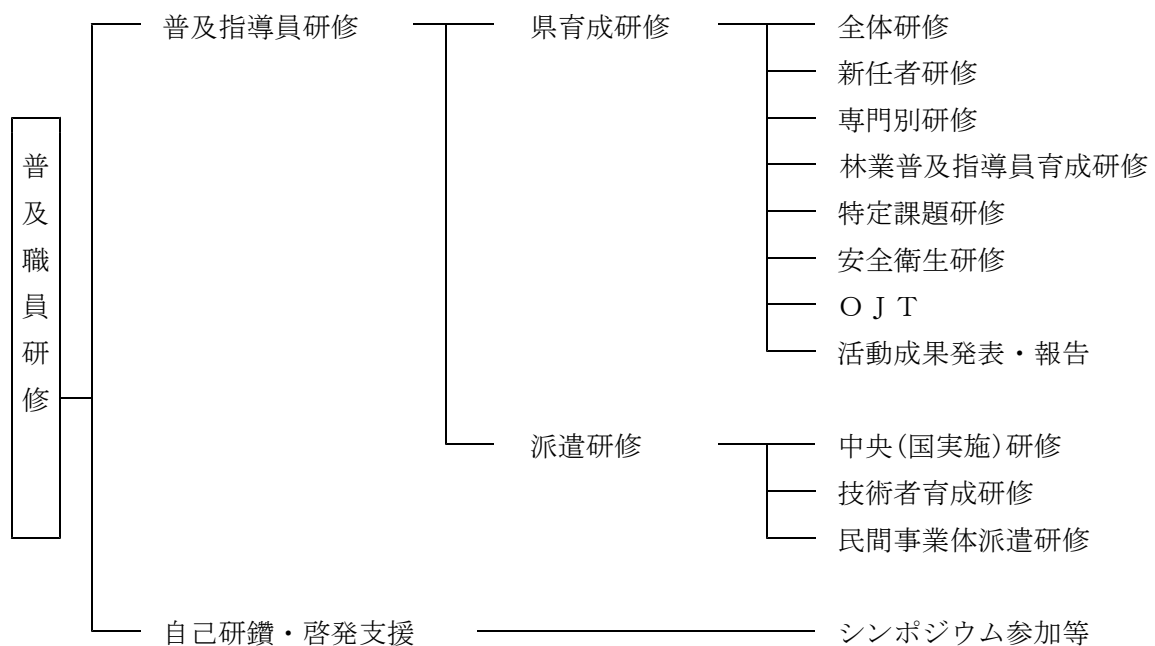 普及職員研修
普及指導員研修
県育成研修
全体研修
新任者研修
専門別研修
林業普及指導員育成研修
特定課題研修
安全衛生研修
ＯＪＴ
活動成果発表・報告
派遣研修
中央(国実施)研修
技術者育成研修
民間事業体派遣研修
自己研鑽・啓発支援
シンポジウム参加等